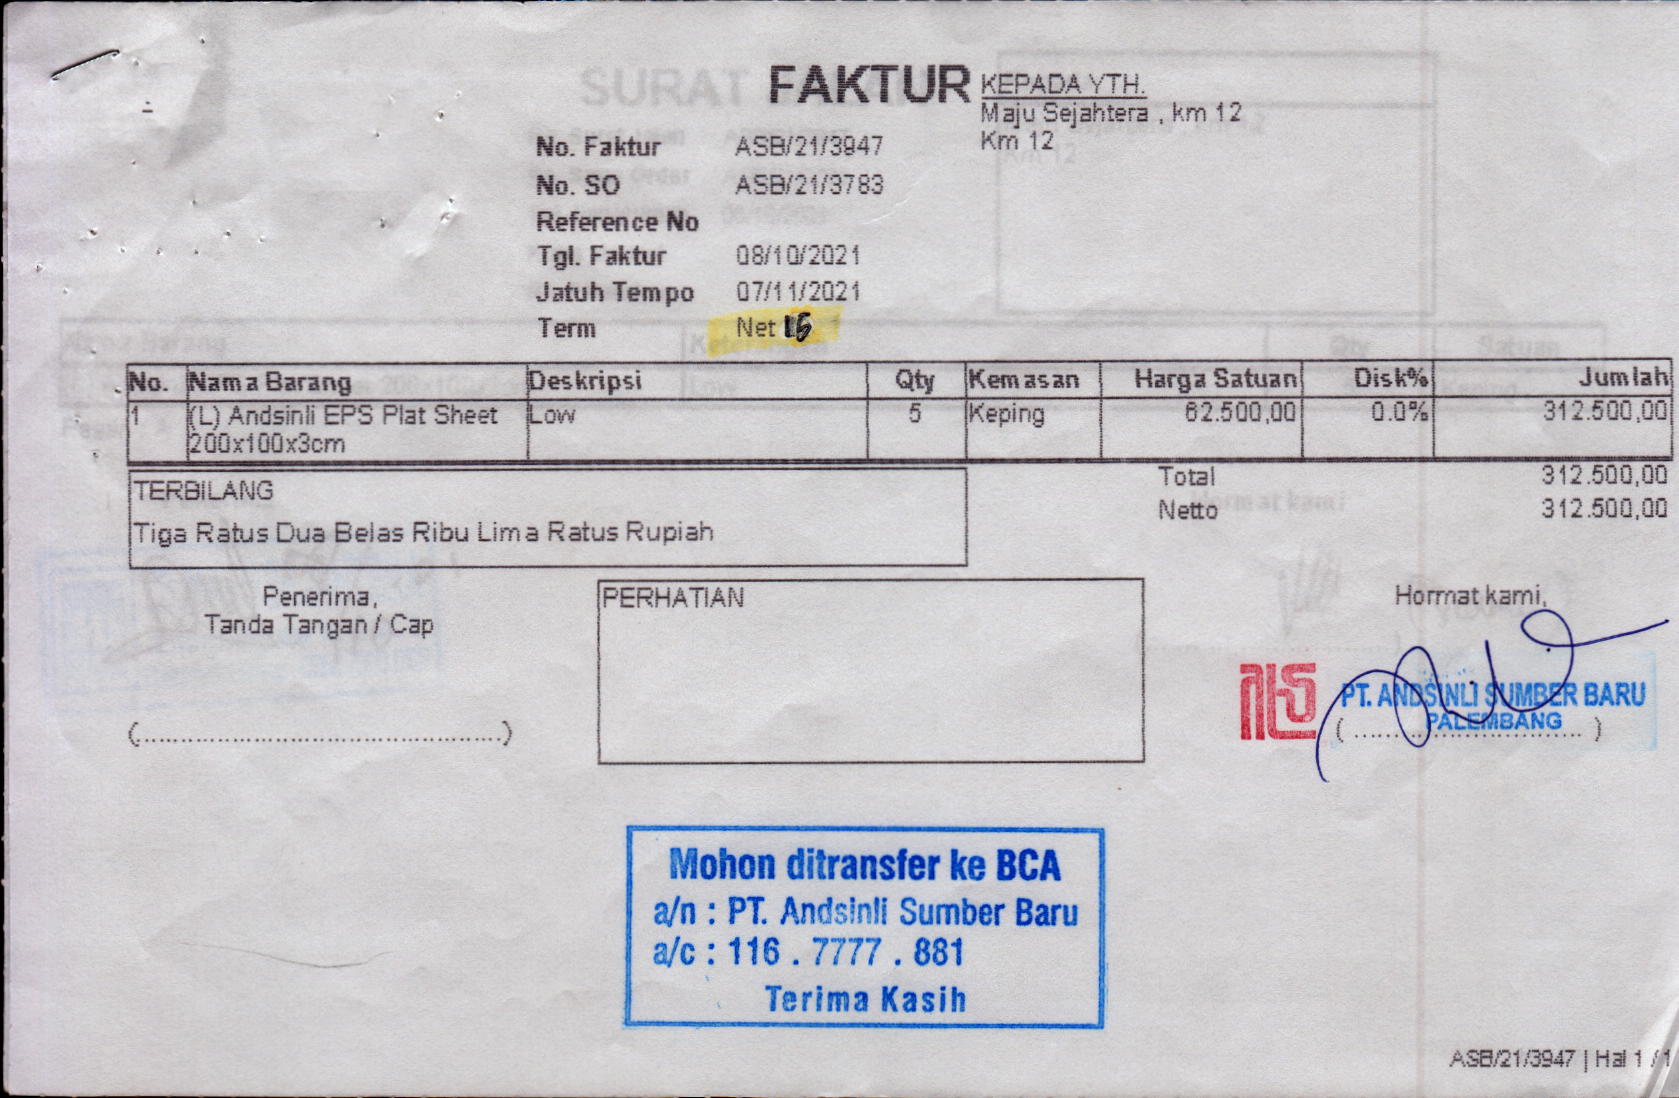 FAKTUR
KEPADA YTH.
Maju Sejahtera , km 12
Km 12
No. Faktur ASB/21/3947
No. SO ASB/21/3783
Reference No
Tgl. Faktur 08/10/2021
Jatuh Tempo 07/11/2021
Term Net 15
No. Nama Barang Deskripsi Qty Kemasan Harga Satuan Disk% Jumlah
1 (L) Andsinli EPS Plat Sheet Low 5 Keping 62.500,00 0.0% 312.500,00
200x100x3cm
Total 312.500,00
Netto 312.500,00
TERBILANG
Tiga Ratus Dua Belas Ribu Lima Ratus Rupiah
Penerima,
Tanda Tangan / Cap
(................................................)
PERHATIAN
Hormat kami,
PT. ANDSINLI SUMBER BARU
PALEMBANG
Mohon ditransfer ke BCA
a/n : PT. Andsinli Sumber Baru
a/c : 116 . 7777 . 881
Terima Kasih
ASB/21/3947 | Hal 1 / 1